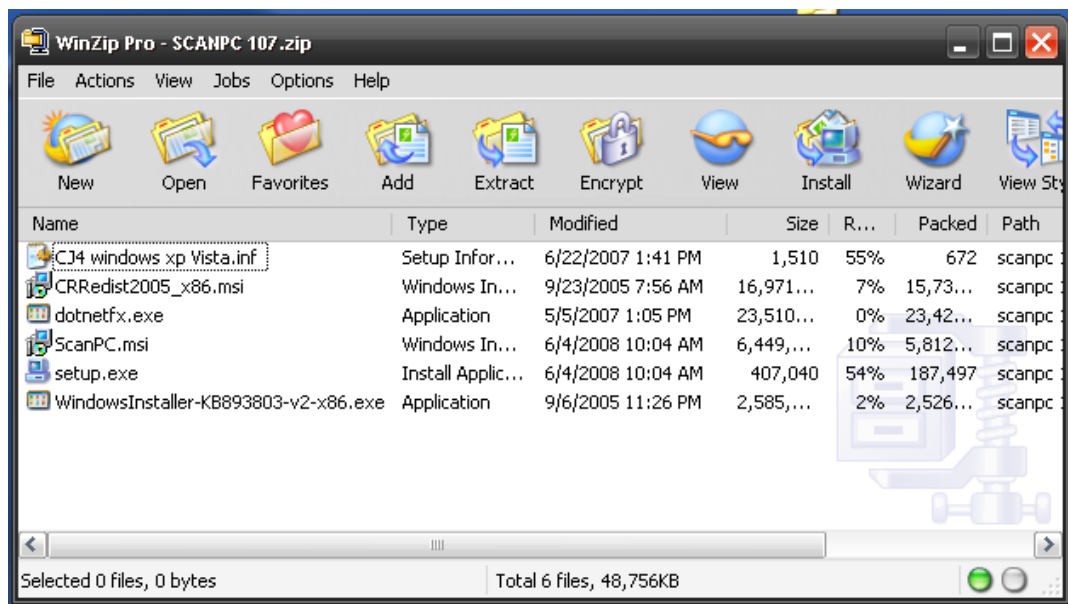 WinZip Pro - SCANPC 107.zip
File Actions View Jobs Options Help
New Open Favorites Add Extract Encrypt View Install Wizard View Sty
Name Type Modified Size R... Packed Path
CJ4 windows xp Vista.inf Setup Infor... 6/22/2007 1:41 PM 1,510 55% 672 scanpc 1
CRRedist2005_x86.msi Windows In... 9/23/2005 7:56 AM 16,971... 7% 15,73... scanpc 1
dotnetfx.exe Application 5/5/2007 1:05 PM 23,510... 0% 23,42... scanpc 1
ScanPC.msi Windows In... 6/4/2008 10:04 AM 6,449,... 10% 5,812... scanpc 1
setup.exe Install Applic... 6/4/2008 10:04 AM 407,040 54% 187,497 scanpc 1
WindowsInstaller-KB893803-v2-x86.exe Application 9/6/2005 11:26 PM 2,585,... 2% 2,526... scanpc 1
Selected 0 files, 0 bytes Total 6 files, 48,756KB